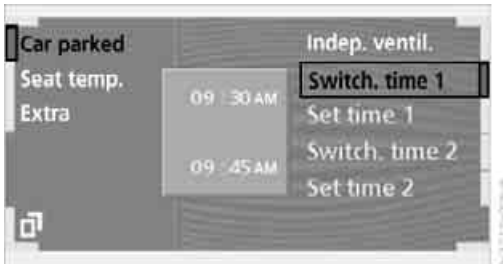 Car parked
Seat temp.
Extra
09 : 30 AM
09 : 45 AM
Indep. ventil.
Switch. time 1
Set time 1
Switch. time 2
Set time 2